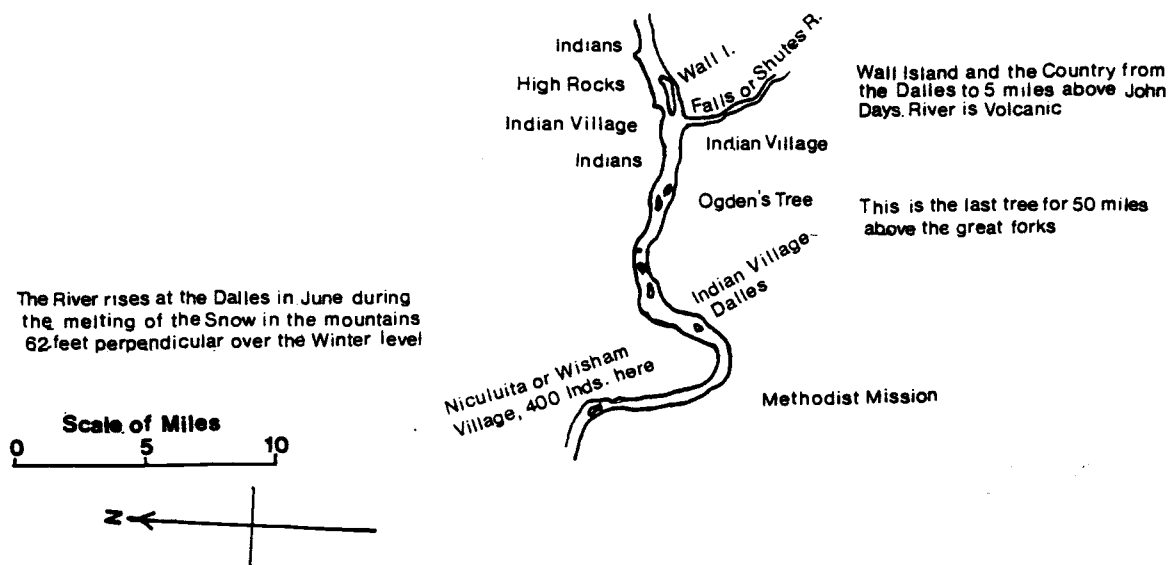 Indians
High Rocks
Indian Village
Indians
Wall I.
Falls or Shutes R.
Wall Island and the Country from
the Dalles to 5 miles above John
Days. River is Volcanic
Indian Village
Ogden's Tree
This is the last tree for 50 miles
above the great forks
Indian Village
Dalles
The River rises at the Dalles in June during
the melting of the Snow in the mountains
62 feet perpendicular over the Winter level
Niculuita or Wisham
Village, 400 Inds. here
Methodist Mission
Scale of Miles
0 5 10
N